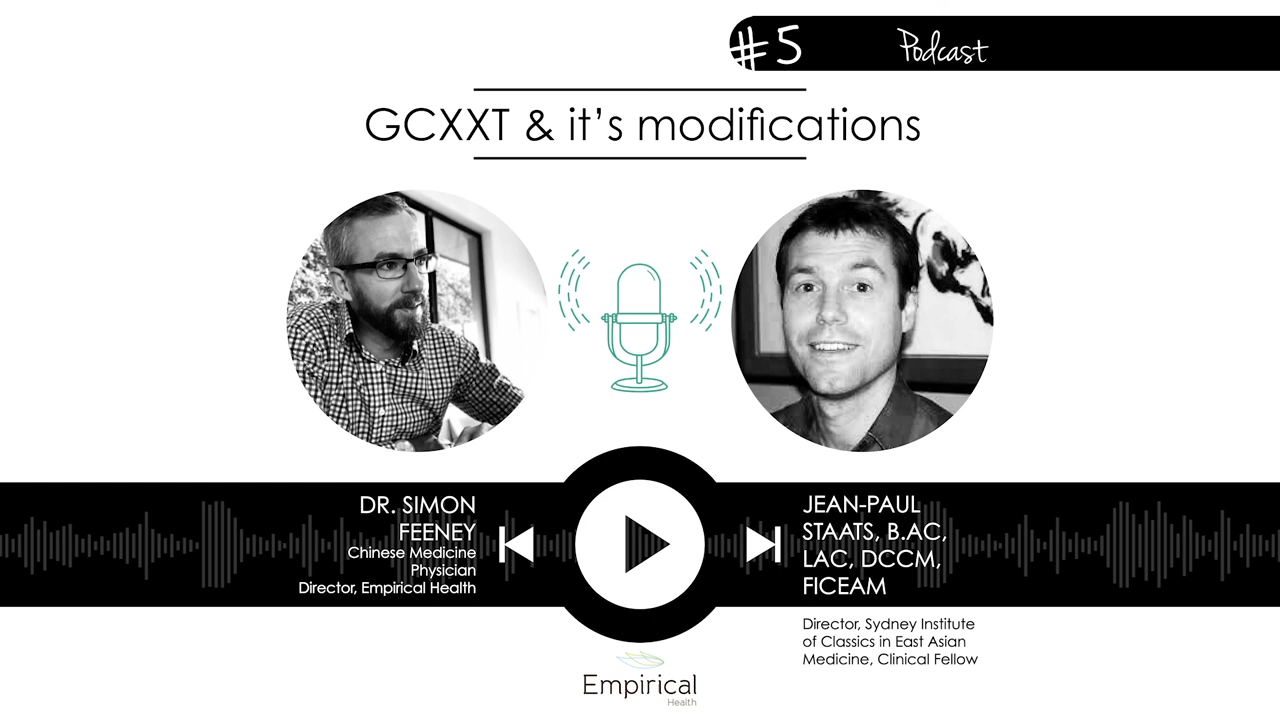 #5 Podcast
GCXXT & it's modifications
DR. SIMON
FEENEY
Chinese Medicine
Physician
Director, Empirical Health
JEAN-PAUL
STAATS, B.AC,
LAC, DCCM,
FICEAM
Director, Sydney Institute
of Classics in East Asian
Medicine, Clinical Fellow
Empirical
Health